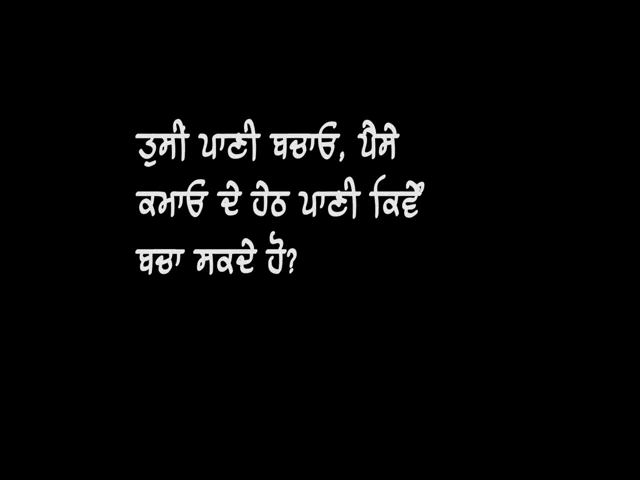 ਤੁਸੀਂ ਪਾਣੀ ਬਚਾਓ, ਪੈਸੇ
ਕਮਾਓ ਦੇ ਹੇਠ ਪਾਣੀ ਕਿਵੇਂ
ਬਚਾ ਸਕਦੇ ਹੋ?